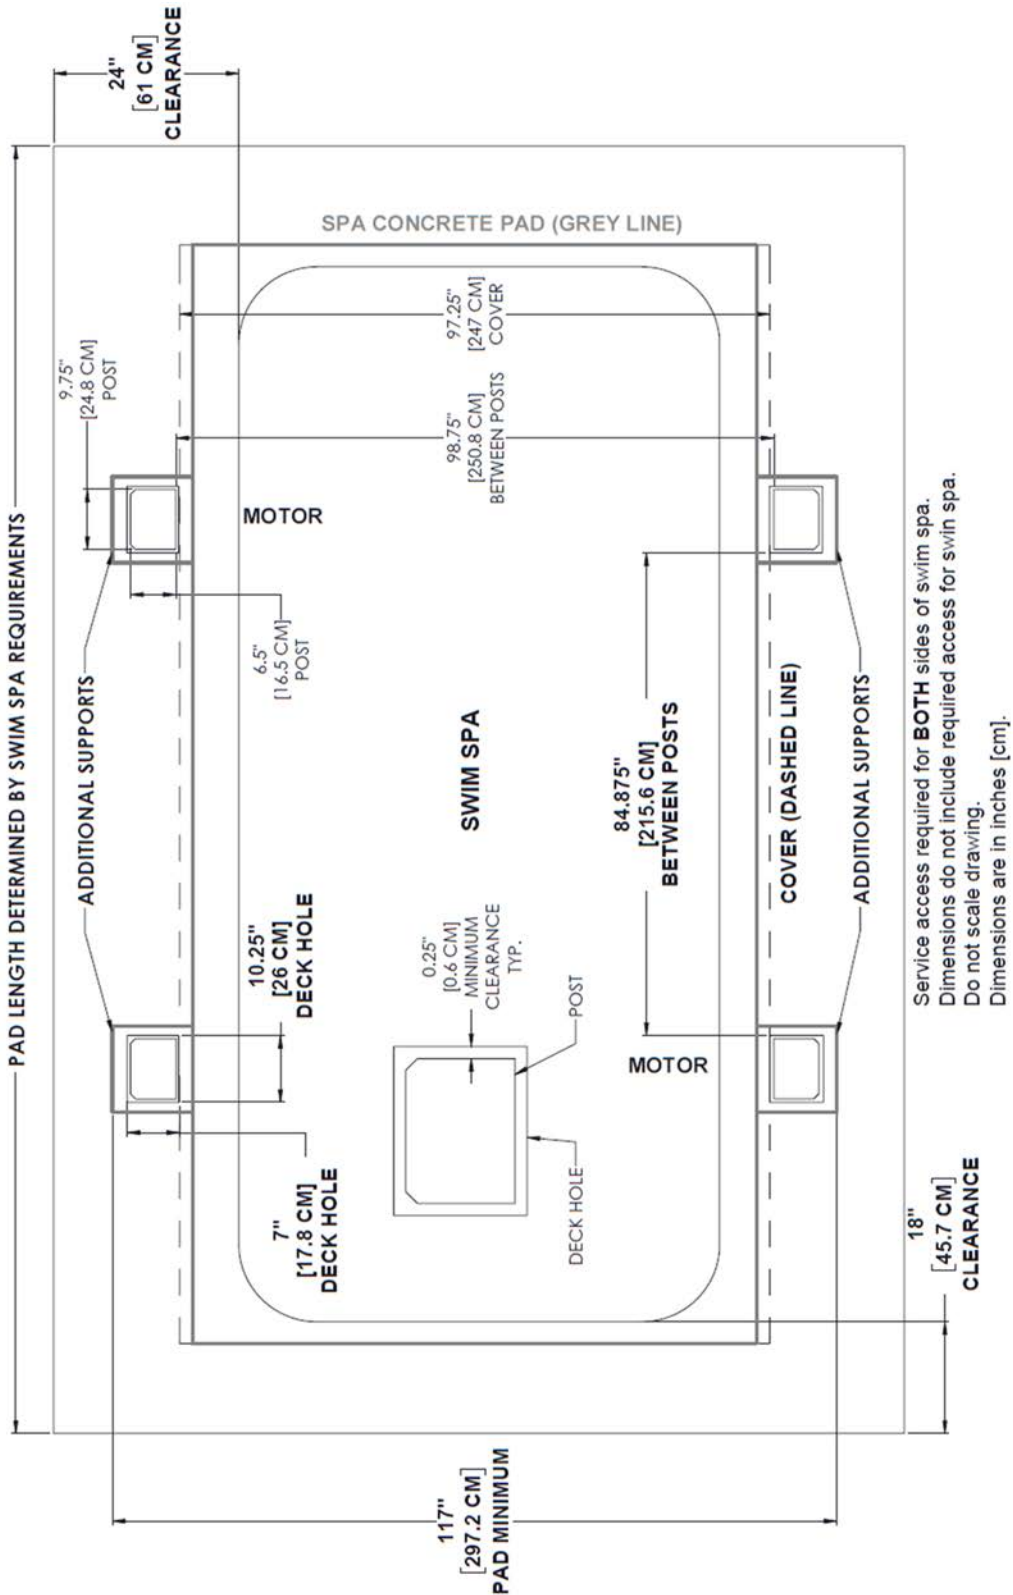 PAD LENGTH DETERMINED BY SWIM SPA REQUIREMENTS
24"
[61 CM]
CLEARANCE
ADDITIONAL SUPPORTS
9.75"
[24.8 CM]
POST
SPA CONCRETE PAD (GREY LINE)
10.25"
[26 CM]
DECK HOLE
6.5"
[16.5 CM]
POST
MOTOR
7"
[17.8 CM]
DECK HOLE
97.25"
[247 CM]
COVER
98.75"
[250.8 CM]
BETWEEN POSTS
SWIM SPA
0.25"
[0.6 CM]
MINIMUM
CLEARANCE
TYP.
POST
DECK HOLE
84.875"
[215.6 CM]
BETWEEN POSTS
MOTOR
COVER (DASHED LINE)
ADDITIONAL SUPPORTS
117"
[297.2 CM]
PAD MINIMUM
18"
[45.7 CM]
CLEARANCE
Service access required for BOTH sides of swim spa.
Dimensions do not include required access for swin spa.
Do not scale drawing.
Dimensions are in inches [cm].